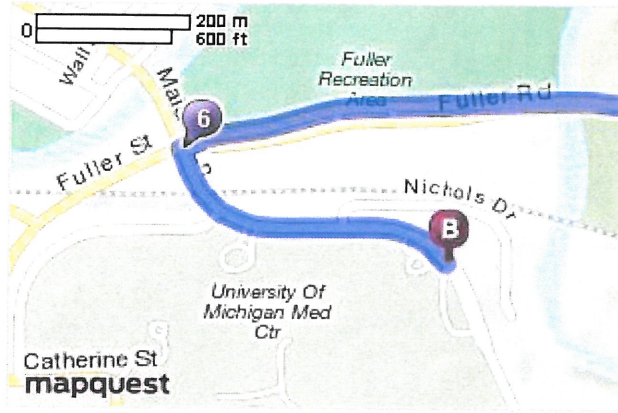 0
200 m
600 ft
Wall
Fuller
Recreation
Area
Fuller Rd
6
Fuller St
Nichols Dr
B
University Of
Michigan Med
Ctr
Catherine St
mapquest